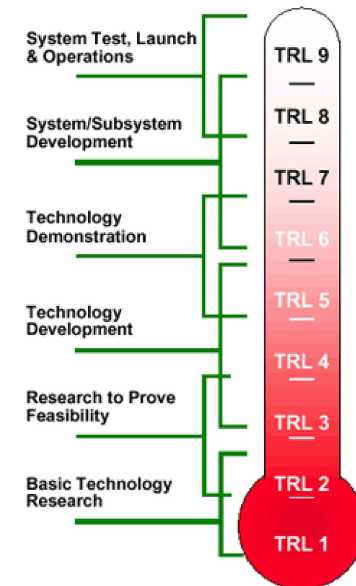 System Test, Launch
& Operations
System/Subsystem
Development
Technology
Demonstration
Technology
Development
Research to Prove
Feasibility
Basic Technology
Research
TRL 9
TRL 8
TRL 7
TRL 6
TRL 5
TRL 4
TRL 3
TRL 2
TRL 1